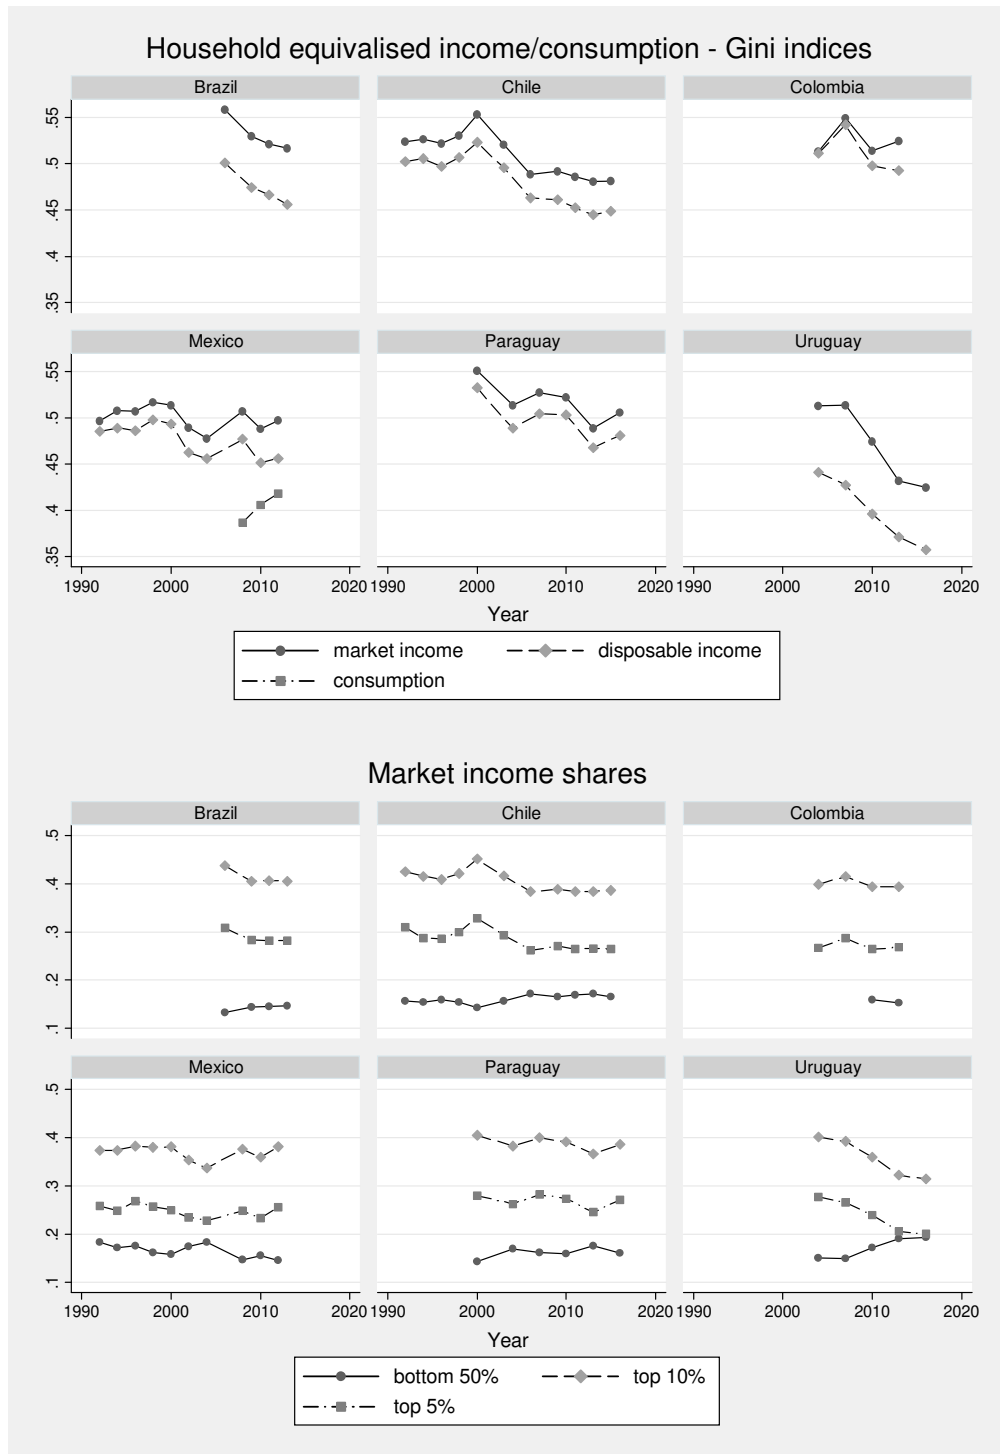 Household equivalised income/consumption - Gini indices
Brazil Chile Colombia
.55
.5
.45
.4
.35
Mexico Paraguay Uruguay
.55
.5
.45
.4
.35
1990 2000 2010 2020 1990 2000 2010 2020 1990 2000 2010 2020
Year
market income disposable income
consumption
Market income shares
Brazil Chile Colombia
.5
.4
.3
.2
.1
Mexico Paraguay Uruguay
.5
.4
.3
.2
.1
1990 2000 2010 2020 1990 2000 2010 2020 1990 2000 2010 2020
Year
bottom 50% top 10%
top 5%